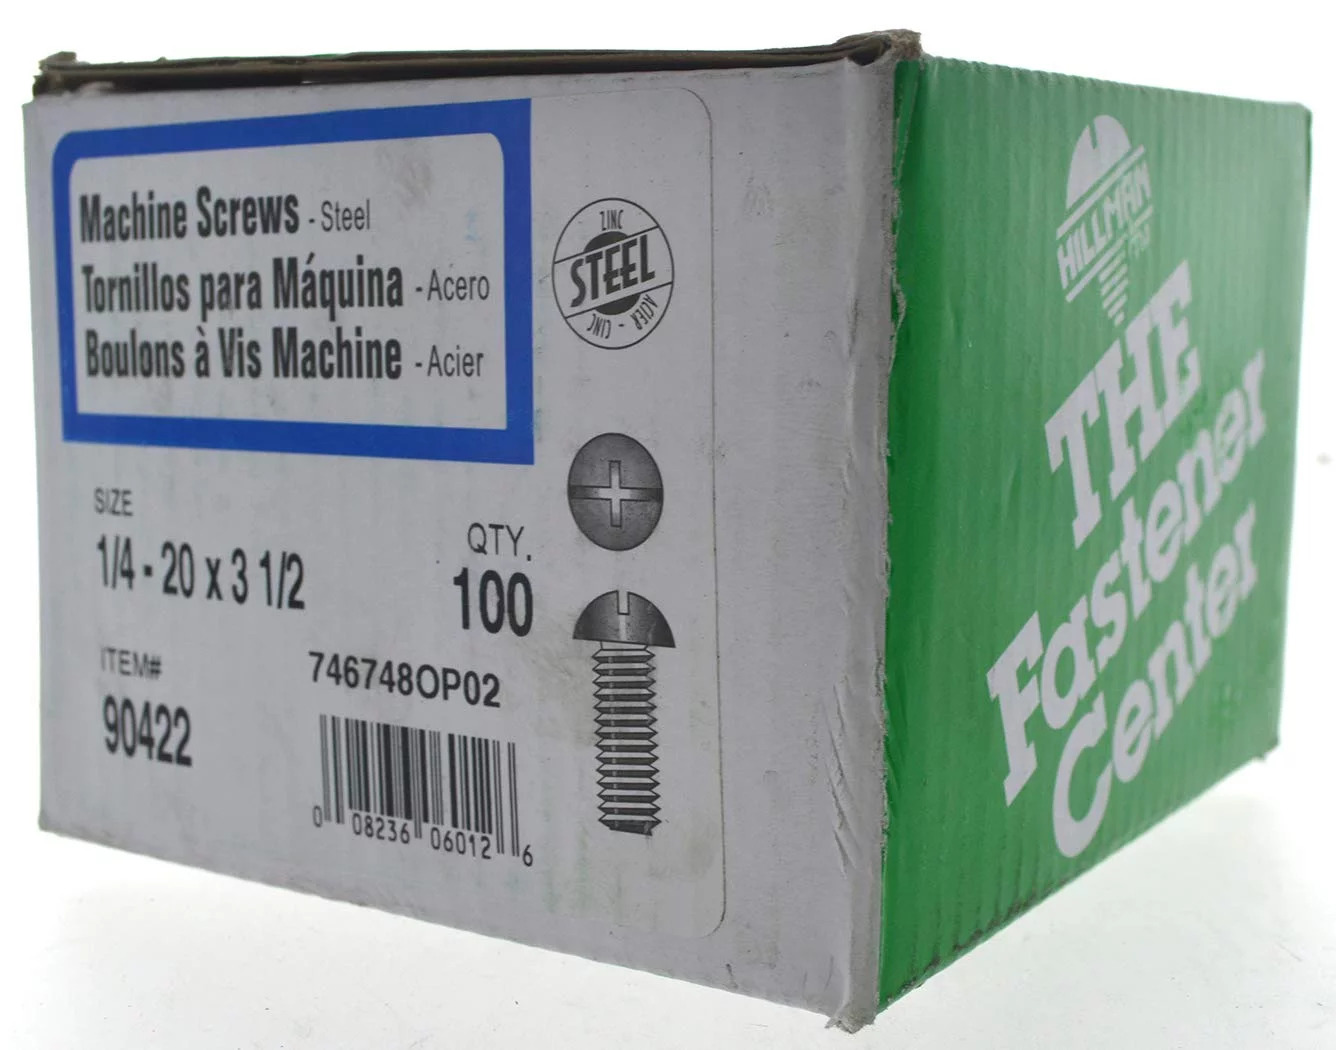 Machine Screws - Steel
Tornillos para Máquina - Acero
Boulons à Vis Machine - Acier
ZINC
STEEL
ACIER - CINC
SIZE
1/4 - 20 x 3 1/2
QTY.
100
ITEM#
90422
746748OP02
0 08236 06012 6
HILLMAN
THE
Fastener
Center